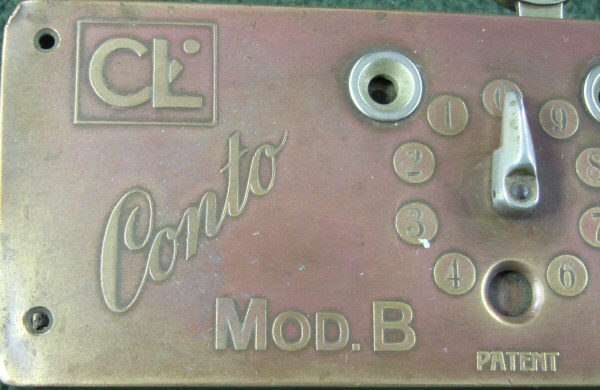 CL
Conto
MOD. B
1 0 9
2 8
3 7
4 6
PATENT